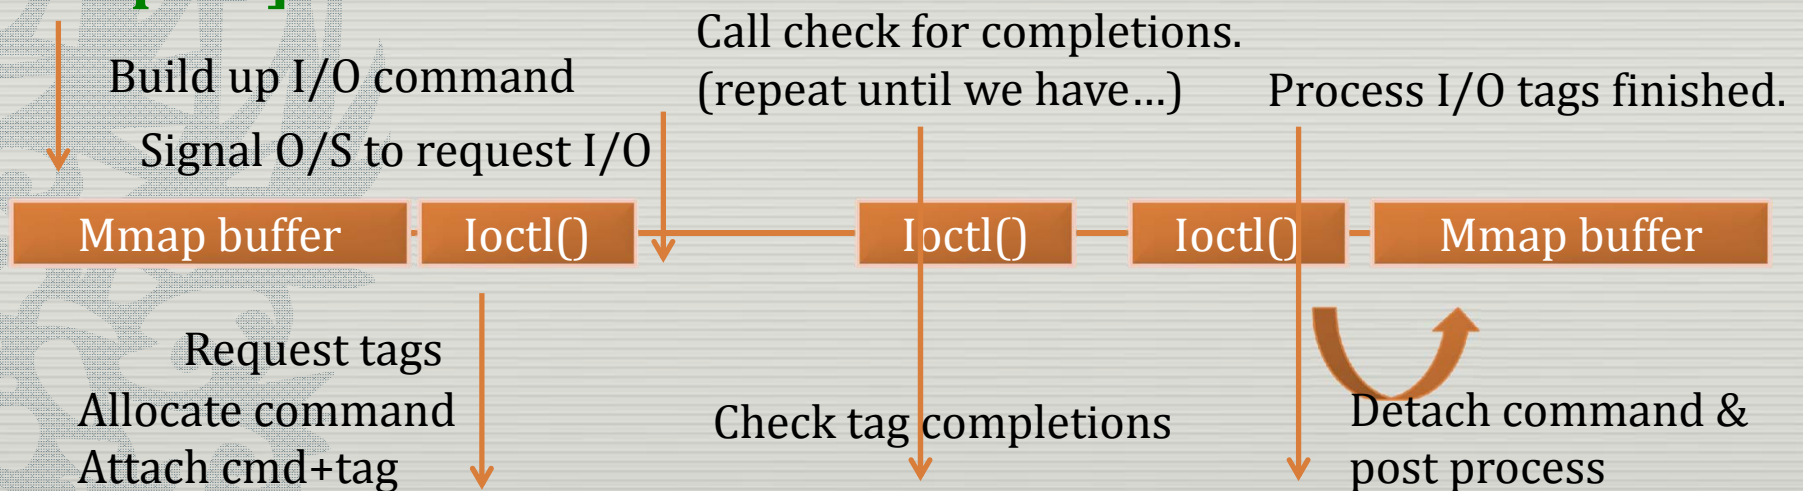 Call check for completions.
(repeat until we have…)
Build up I/O command
Signal O/S to request I/O
Process I/O tags finished.
Mmap buffer
Ioctl()
Ioctl()
Ioctl()
Mmap buffer
Request tags
Allocate command
Attach cmd+tag
Check tag completions
Detach command &
post process